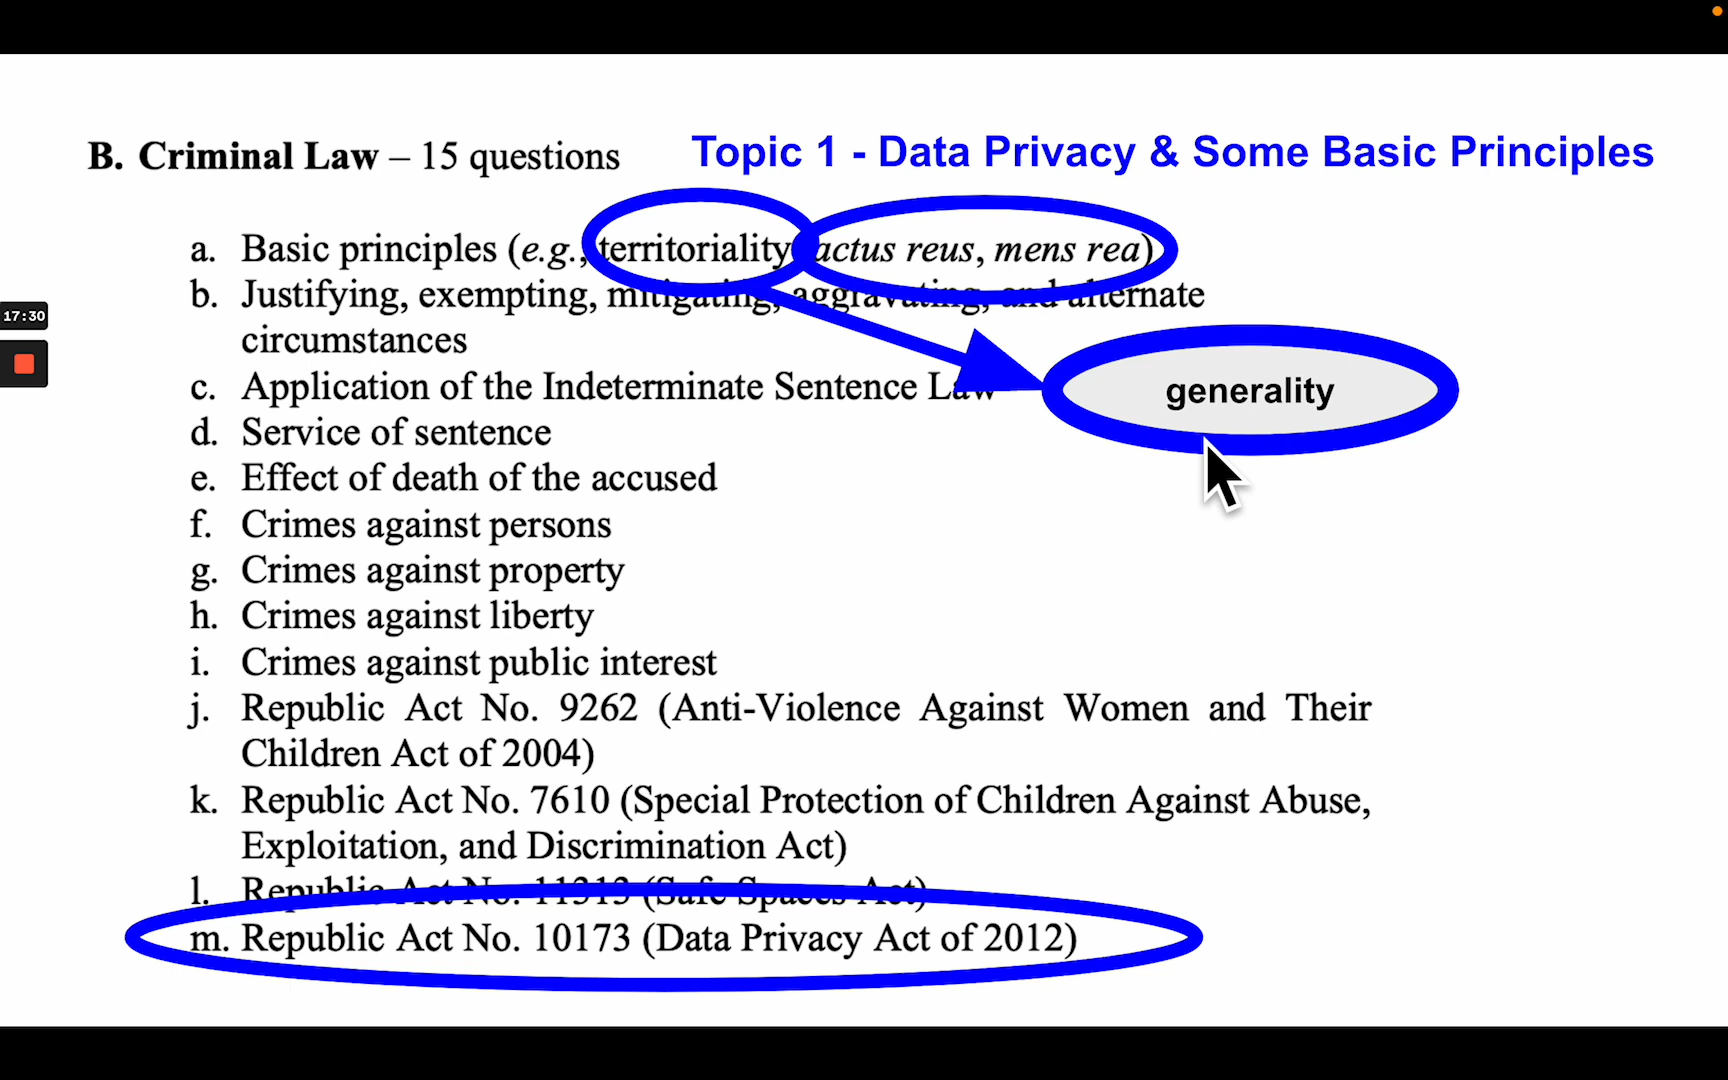 B. Criminal Law – 15 questions
Topic 1 - Data Privacy & Some Basic Principles
a. Basic principles (e.g., territoriality, actus reus, mens rea)
b. Justifying, exempting, mitigating, aggravating, and alternate
circumstances
17:30
c. Application of the Indeterminate Sentence Law
generality
d. Service of sentence
e. Effect of death of the accused
f. Crimes against persons
g. Crimes against property
h. Crimes against liberty
i. Crimes against public interest
j. Republic Act No. 9262 (Anti-Violence Against Women and Their
Children Act of 2004)
k. Republic Act No. 7610 (Special Protection of Children Against Abuse,
Exploitation, and Discrimination Act)
l. Republic Act No. 11313 (Safe Spaces Act)
m. Republic Act No. 10173 (Data Privacy Act of 2012)